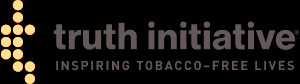 truth initiative®
INSPIRING TOBACCO-FREE LIVES